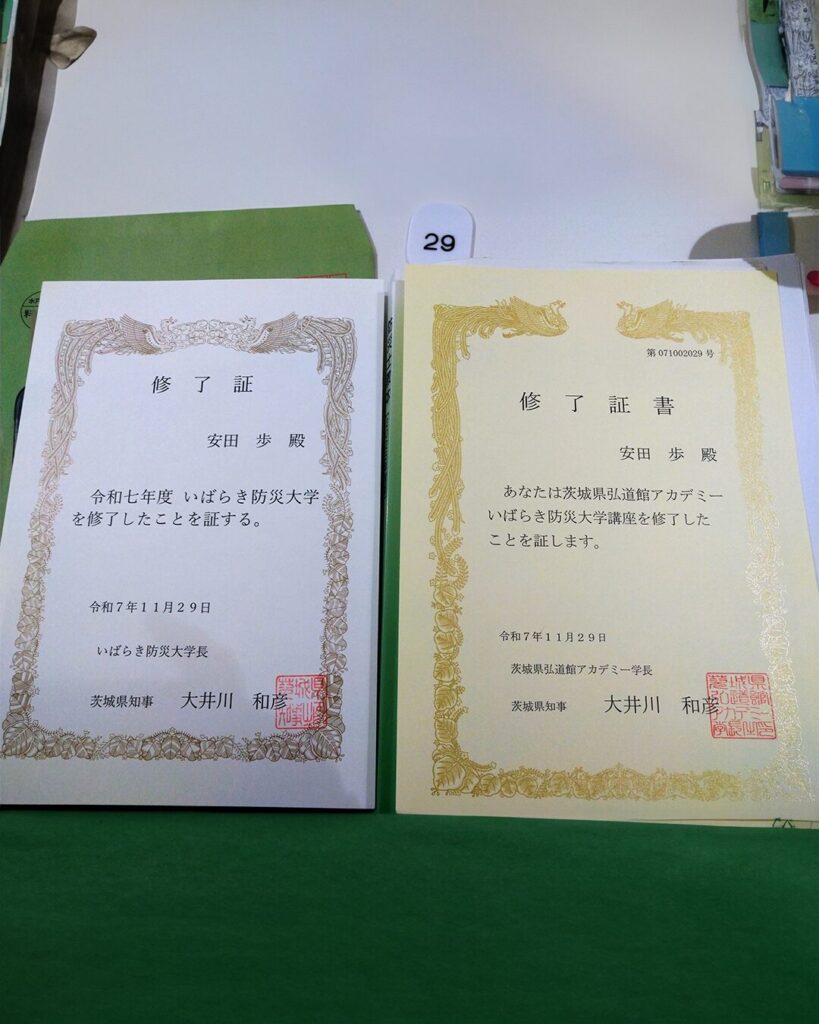 29
修了証
安田 歩 殿
令和七年度 いばらき防災大学
を修了したことを証する。
令和７年１１月２９日
いばらき防災大学長
茨城県知事 大井川 和彦
第071002029号
修了証書
安田 歩 殿
あなたは茨城県弘道館アカデミー
いばらき防災大学講座を修了した
ことを証します。
令和７年１１月２９日
茨城県弘道館アカデミー学長
茨城県知事 大井川 和彦